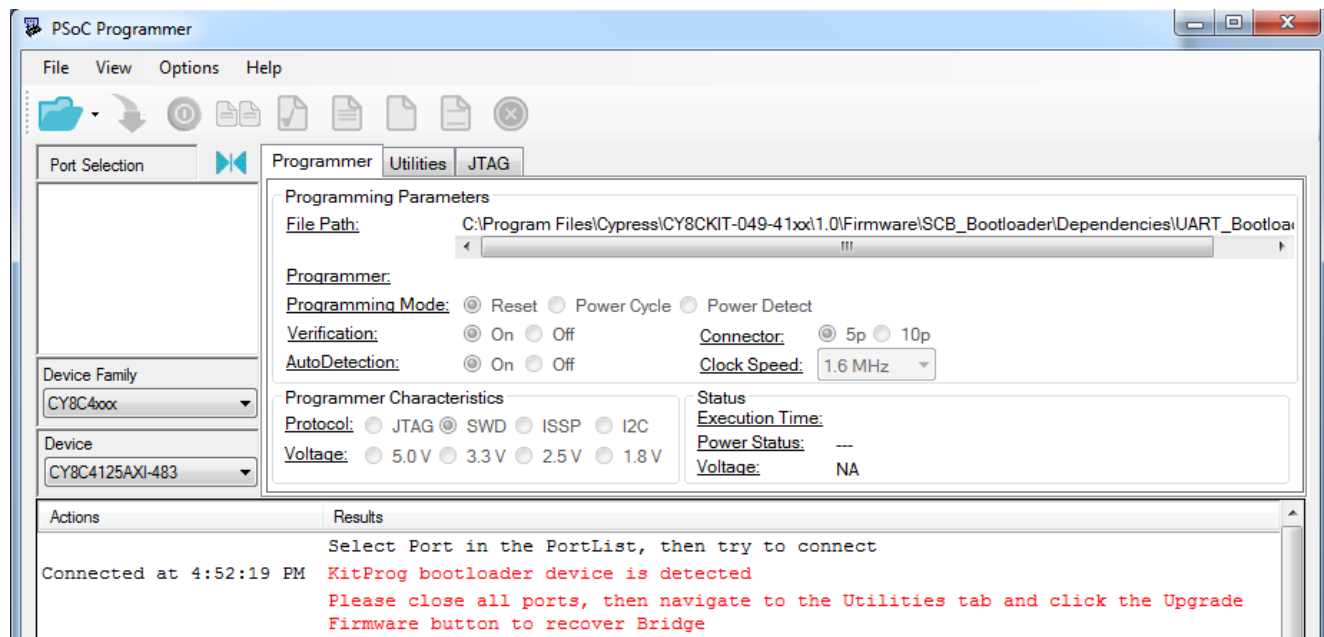 PSoC Programmer
File View Options Help
Port Selection
Programmer Utilities JTAG
Programming Parameters
File Path: C:\Program Files\Cypress\CY8CKIT-049-41xx\1.0\Firmware\SCB_Bootloader\Dependencies\UART_Bootloa
Programmer:
Programming Mode: Reset Power Cycle Power Detect
Verification: On Off Connector: 5p 10p
AutoDetection: On Off Clock Speed: 1.6 MHz
Device Family
CY8C4xxx
Programmer Characteristics
Protocol: JTAG SWD ISSP I2C
Voltage: 5.0 V 3.3 V 2.5 V 1.8 V
Status
Execution Time:
Power Status: ---
Voltage: NA
Device
CY8C4125AXI-483
Actions Results
Select Port in the PortList, then try to connect
Connected at 4:52:19 PM KitProg bootloader device is detected
Please close all ports, then navigate to the Utilities tab and click the Upgrade
Firmware button to recover Bridge